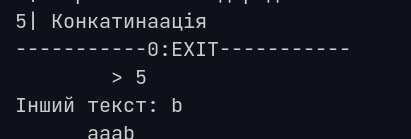 5| Конкатинаація
-----------0:EXIT-----------
> 5
Інший текст: b
aaab